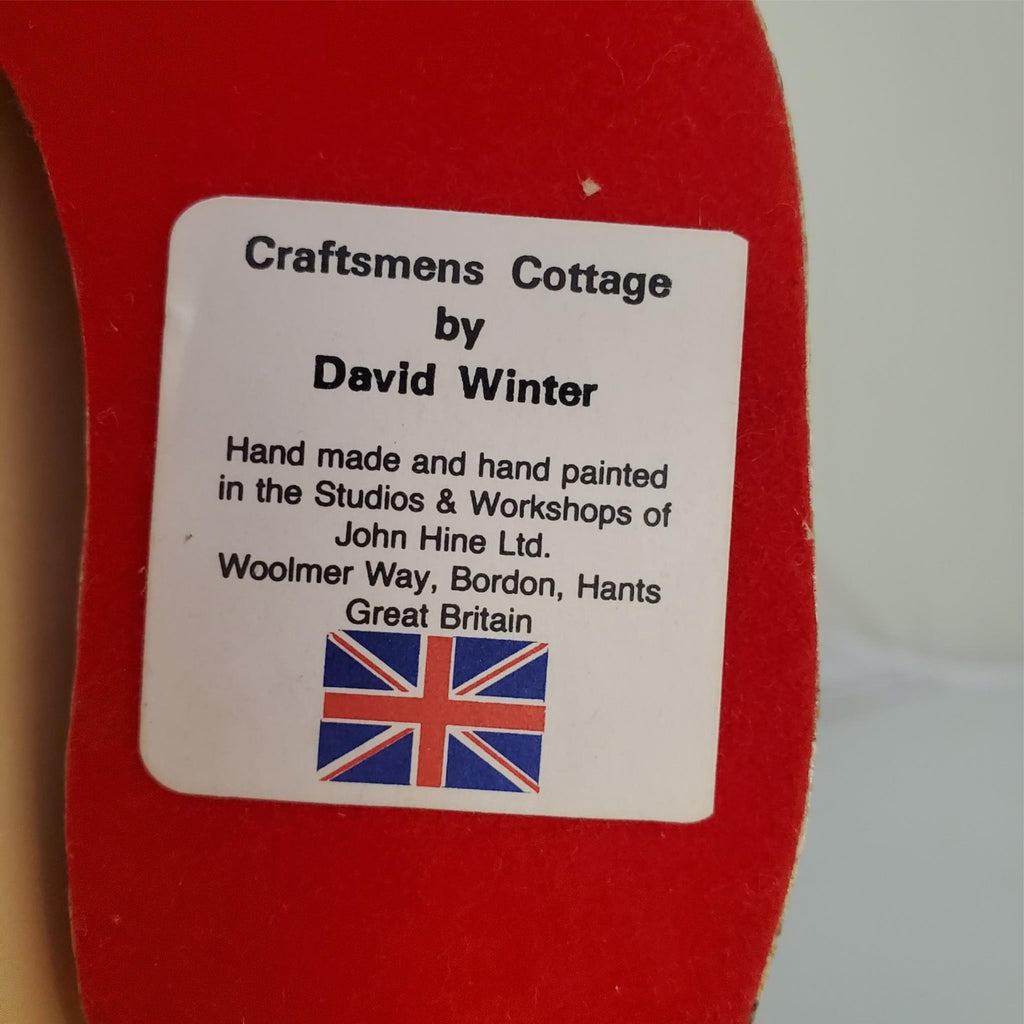 Craftsmens Cottage
by
David Winter
Hand made and hand painted
in the Studios & Workshops of
John Hine Ltd.
Woolmer Way, Bordon, Hants
Great Britain